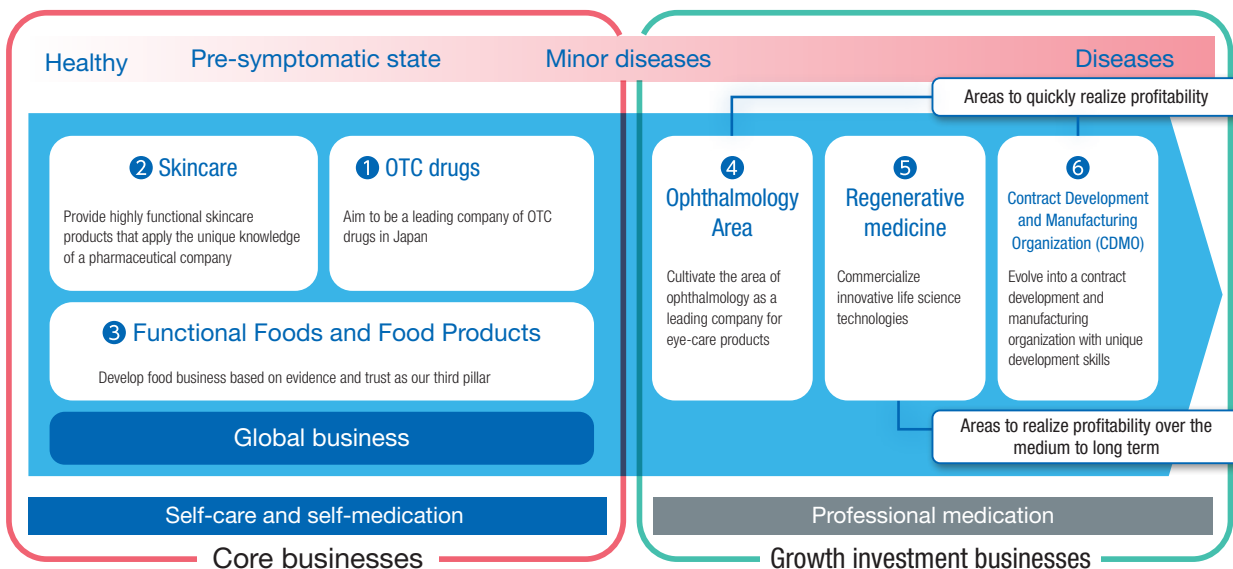 Healthy
Pre-symptomatic state
Minor diseases
Diseases
Areas to quickly realize profitability
2 Skincare
Provide highly functional skincare
products that apply the unique knowledge
of a pharmaceutical company
1 OTC drugs
Aim to be a leading company of OTC
drugs in Japan
3 Functional Foods and Food Products
Develop food business based on evidence and trust as our third pillar
Global business
4
Ophthalmology
Area
Cultivate the area of
ophthalmology as a
leading company for
eye-care products
5
Regenerative
medicine
Commercialize
innovative life science
technologies
6
Contract Development
and Manufacturing
Organization (CDMO)
Evolve into a contract
development and
manufacturing
organization with unique
development skills
Areas to realize profitability over the
medium to long term
Self-care and self-medication
Professional medication
Core businesses
Growth investment businesses